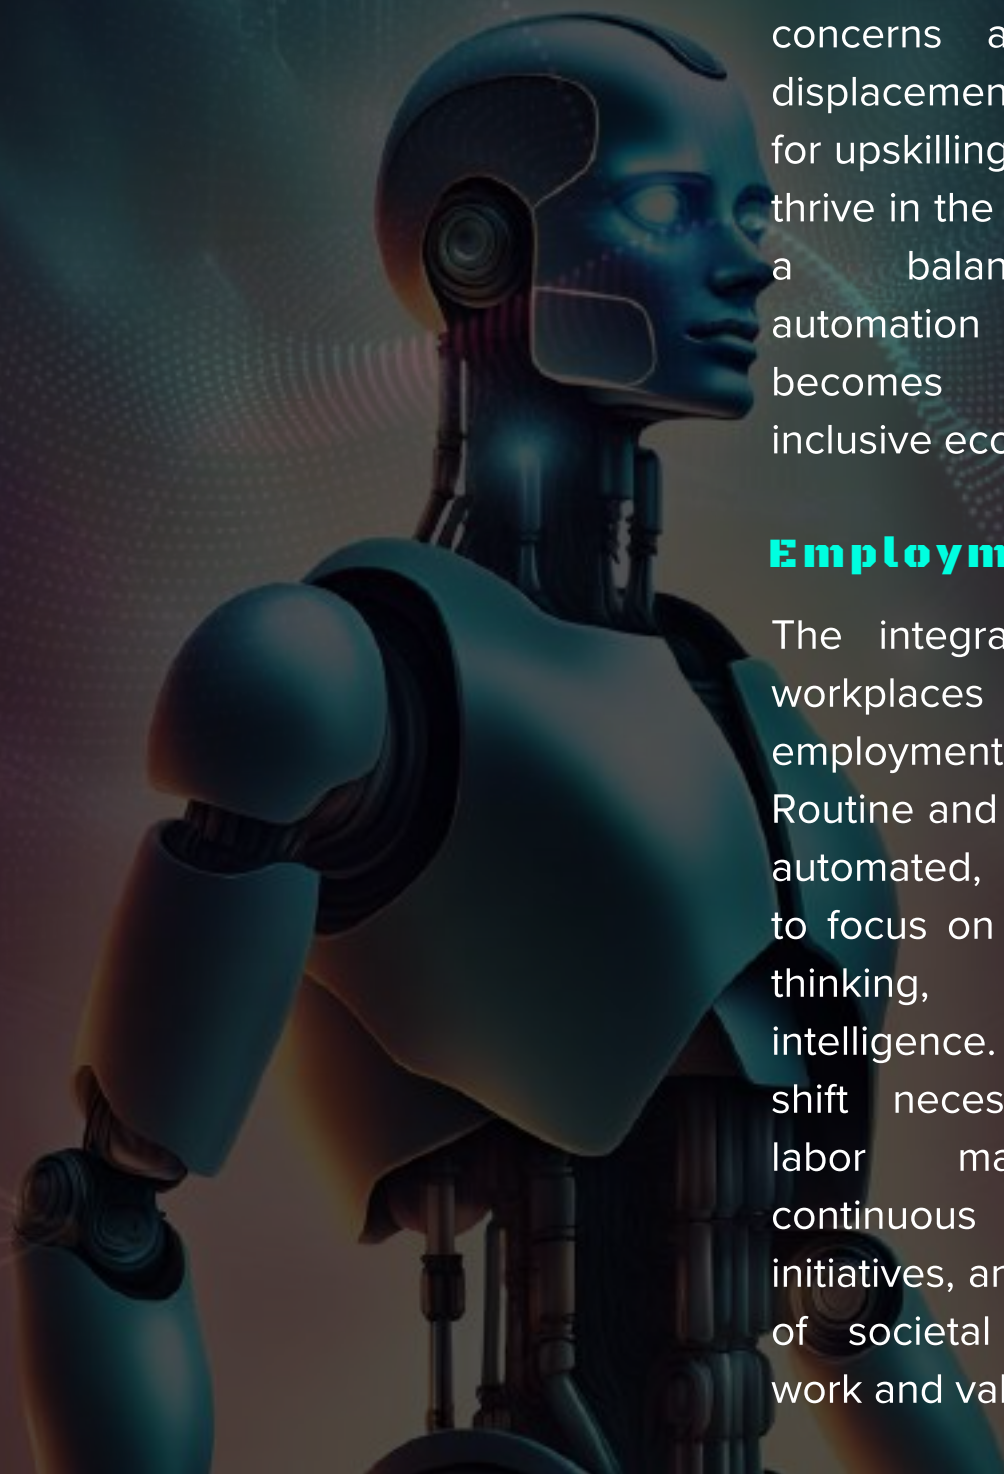 concerns a
displacemen
for upskilling
thrive in the
a balan
automation
becomes
inclusive eco
Employm
The integra
workplaces
employment
Routine and
automated,
to focus on
thinking,
intelligence.
shift neces
labor ma
continuous
initiatives, an
of societal
work and val